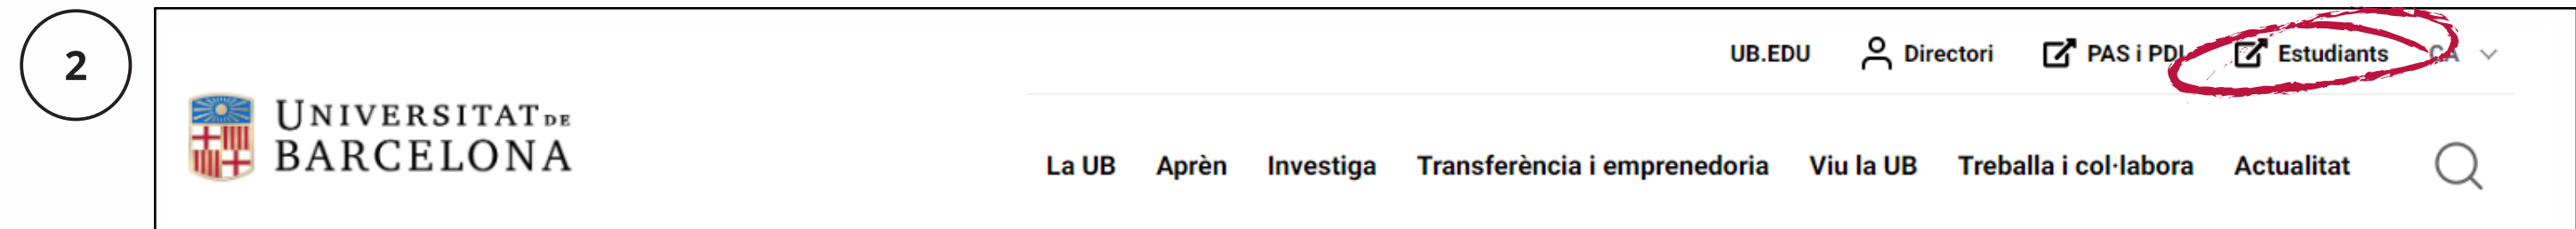 2
UB.EDU Directori PAS i PDI Estudiants CA
UNIVERSITAT DE
BARCELONA
La UB Aprèn Investiga Transferència i emprenedoria Viu la UB Treballa i col·labora Actualitat